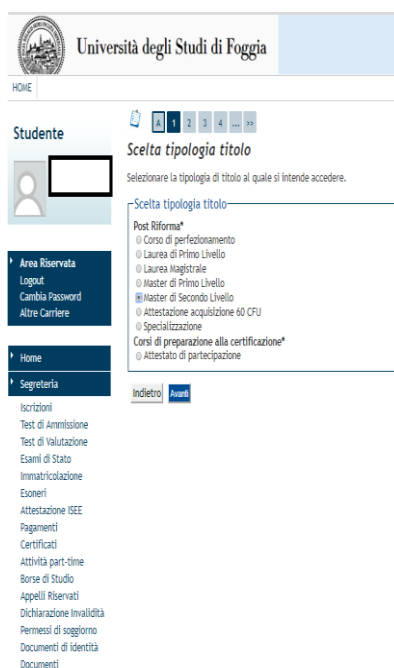 Università degli Studi di Foggia
HOME
Studente
A 1 2 3 4 ... >>
Scelta tipologia titolo
Selezionare la tipologia di titolo al quale si intende accedere.
Scelta tipologia titolo
Post Riforma*
Corso di perfezionamento
Laurea di Primo Livello
Laurea Magistrale
Master di Primo Livello
Master di Secondo Livello
Attestazione acquisizione 60 CFU
Specializzazione
Corsi di preparazione alla certificazione*
Attestato di partecipazione
Indietro Avanti
Area Riservata
Logout
Cambia Password
Altre Carriere
Home
Segreteria
Iscrizioni
Test di Ammissione
Test di Valutazione
Esami di Stato
Immatricolazione
Esoneri
Attestazione ISEE
Pagamenti
Certificati
Attività part-time
Borse di Studio
Appelli Riservati
Dichiarazione Invalidità
Permessi di soggiorno
Documenti di identità
Documenti